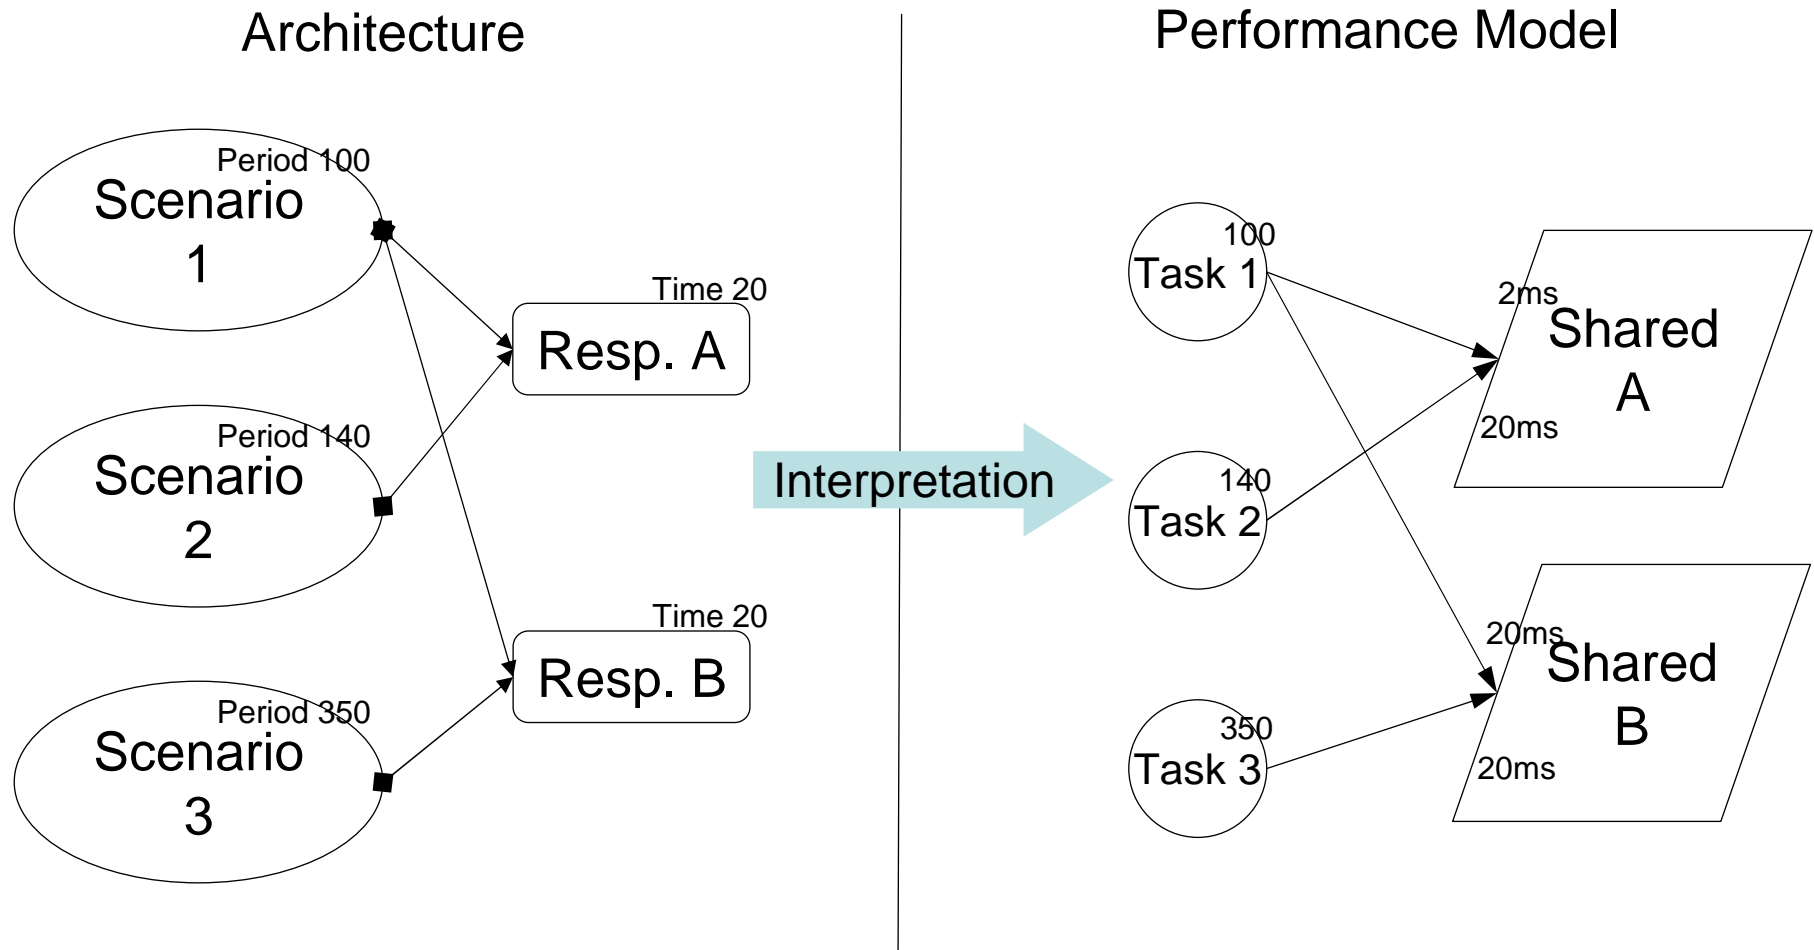 Architecture
Period 100
Scenario
1
Time 20
Resp. A
Period 140
Scenario
2
Time 20
Resp. B
Period 350
Scenario
3
Interpretation
Performance Model
100
Task 1
2ms
Shared
A
20ms
140
Task 2
20ms
Shared
B
20ms
350
Task 3